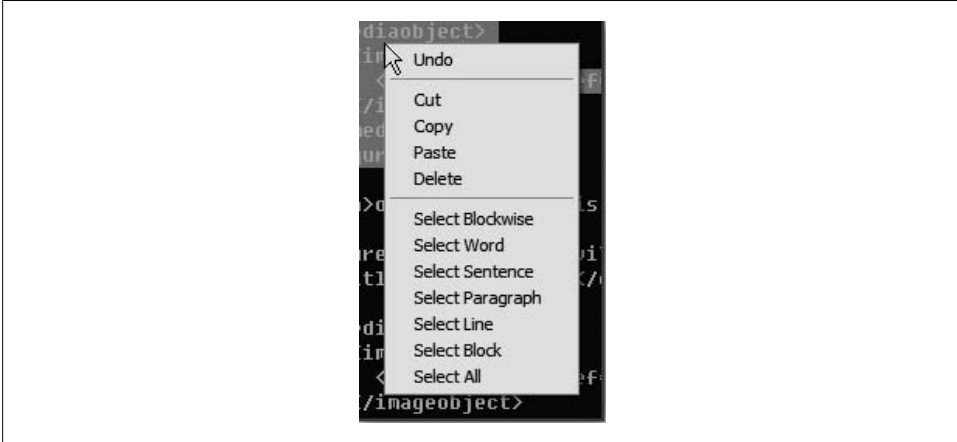 diaobject>
Undo
Cut
Copy
Paste
Delete
Select Blockwise
Select Word
Select Sentence
Select Paragraph
Select Line
Select Block
Select All
/imageobject>